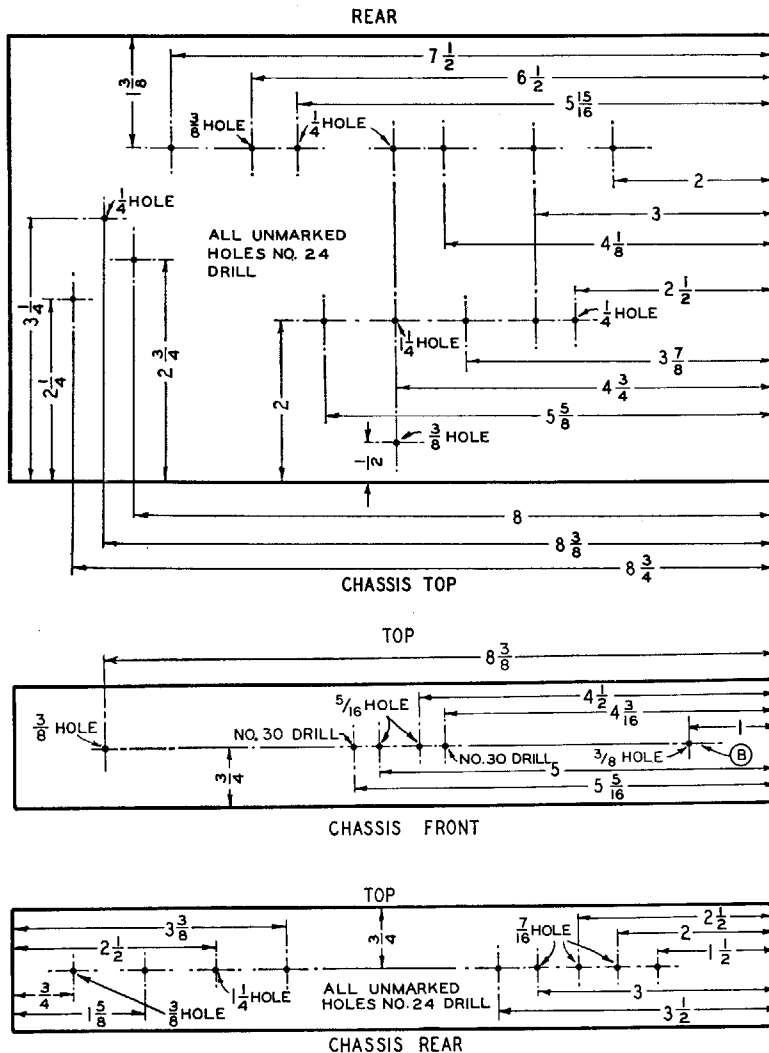 REAR
7 1/2
6 1/2
5 15/16
1 3/8
3/8 HOLE
1/4 HOLE
2
1/4 HOLE
3
ALL UNMARKED
HOLES NO. 24
DRILL
4 1/8
2 1/2
3 1/4
2 1/4
2 3/4
2
1 1/4 HOLE
1/4 HOLE
3 7/8
4 3/4
5 5/8
3/8 HOLE
1/2
8
8 3/8
8 3/4
CHASSIS TOP
TOP
8 3/8
4 1/2
5/16 HOLE
4 3/16
1
3/8 HOLE
NO. 30 DRILL
NO. 30 DRILL
3/8 HOLE
B
3/4
5
5 5/16
CHASSIS FRONT
TOP
3 3/8
3/4
7/16 HOLE
2 1/2
2 1/2
2
1 1/2
3/4
3/8 HOLE
1 1/4 HOLE
ALL UNMARKED
HOLES NO. 24 DRILL
3
1 5/8
3 1/2
CHASSIS REAR